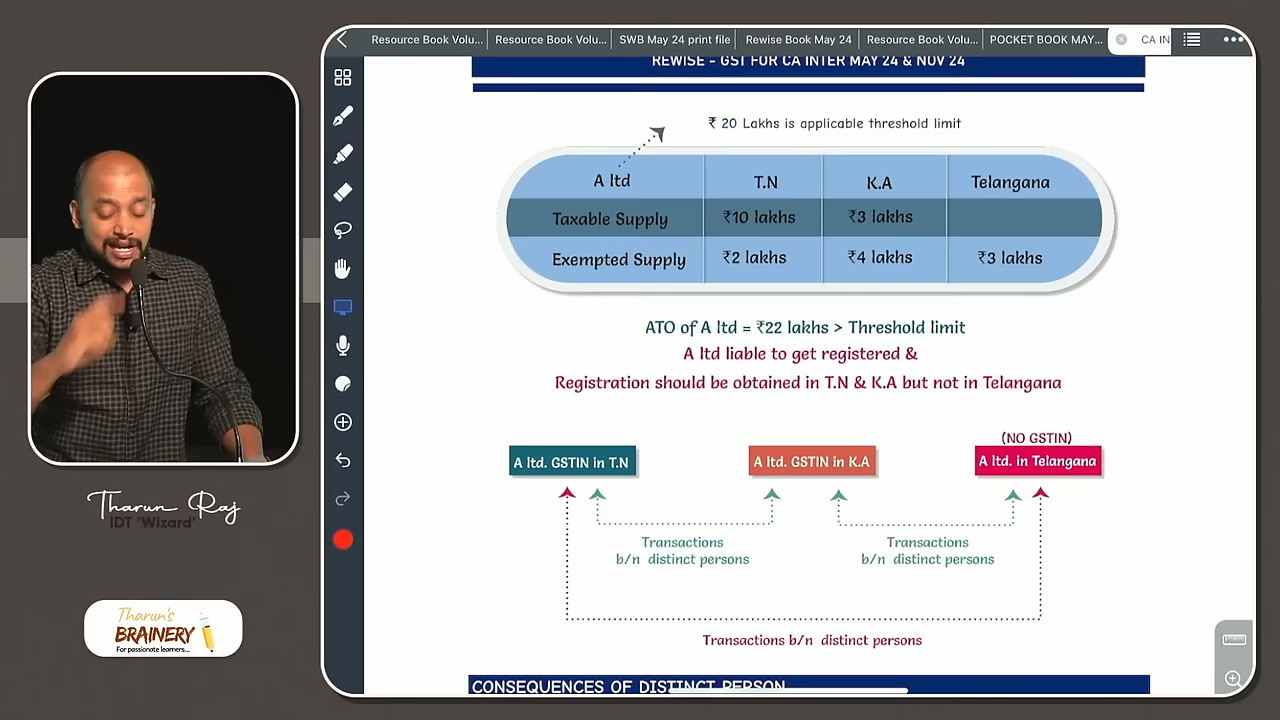 Resource Book Volu...
Resource Book Volu...
SWB May 24 print file
Rewise Book May 24
Resource Book Volu...
POCKET BOOK MAY...
CA IN
REWISE - GST FOR CA INTER MAY 24 & NOV 24
₹ 20 Lakhs is applicable threshold limit
A ltd T.N K.A Telangana
Taxable Supply ₹10 lakhs ₹3 lakhs
Exempted Supply ₹2 lakhs ₹4 lakhs ₹3 lakhs
ATO of A ltd = ₹22 lakhs > Threshold limit
A ltd liable to get registered &
Registration should be obtained in T.N & K.A but not in Telangana
(NO GSTIN)
A ltd. GSTIN in T.N
A ltd. GSTIN in K.A
A ltd. in Telangana
Transactions
b/n distinct persons
Transactions
b/n distinct persons
Transactions b/n distinct persons
CONSEQUENCES OF DISTINCT PERSON
Tharun Raj
IDT 'Wizard'
Tharun's
BRAINERY
For passionate learners...